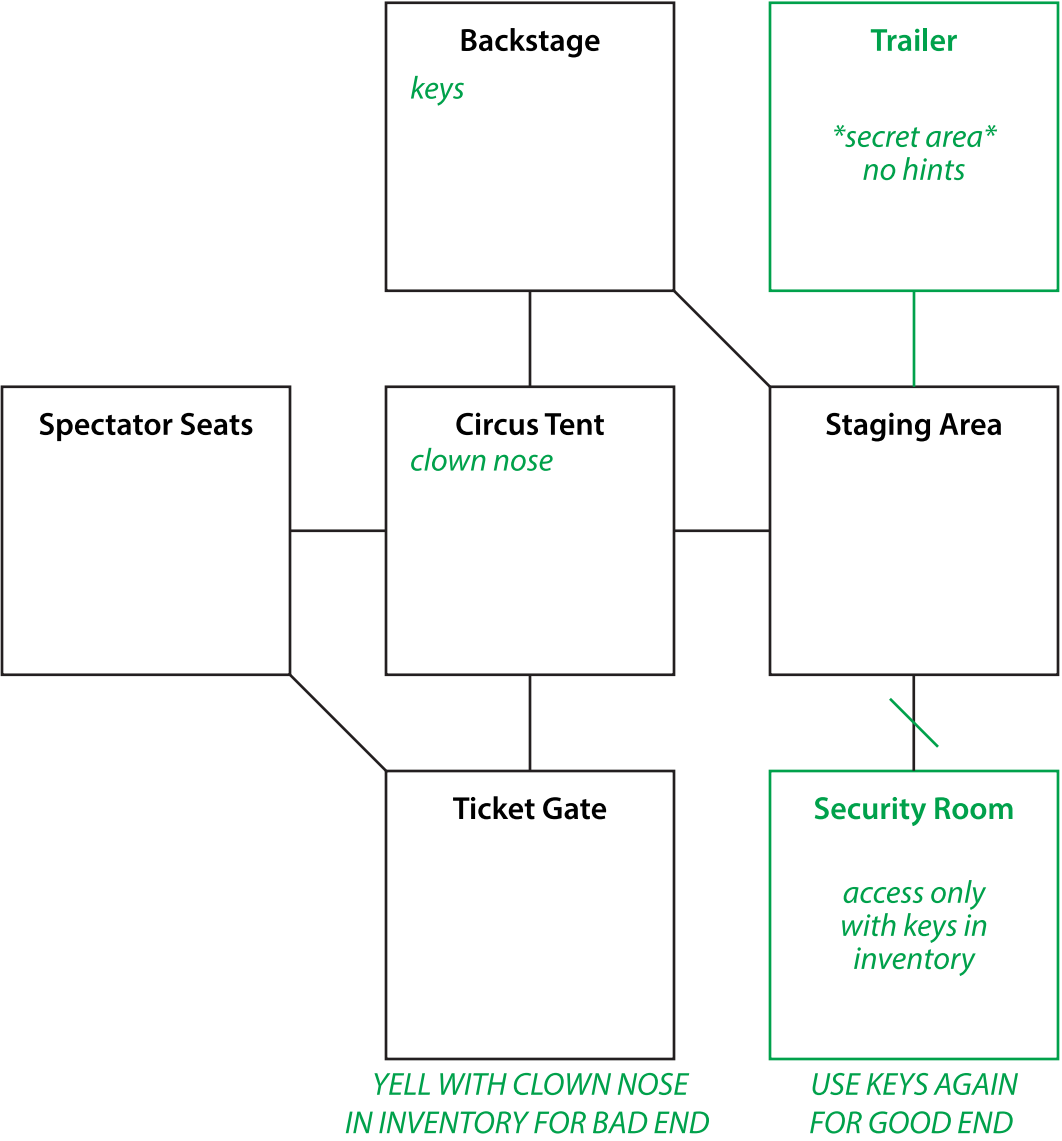 Backstage
keys
Trailer
*secret area*
no hints
Spectator Seats
Circus Tent
clown nose
Staging Area
Ticket Gate
Security Room
access only
with keys in
inventory
YELL WITH CLOWN NOSE
IN INVENTORY FOR BAD END
USE KEYS AGAIN
FOR GOOD END